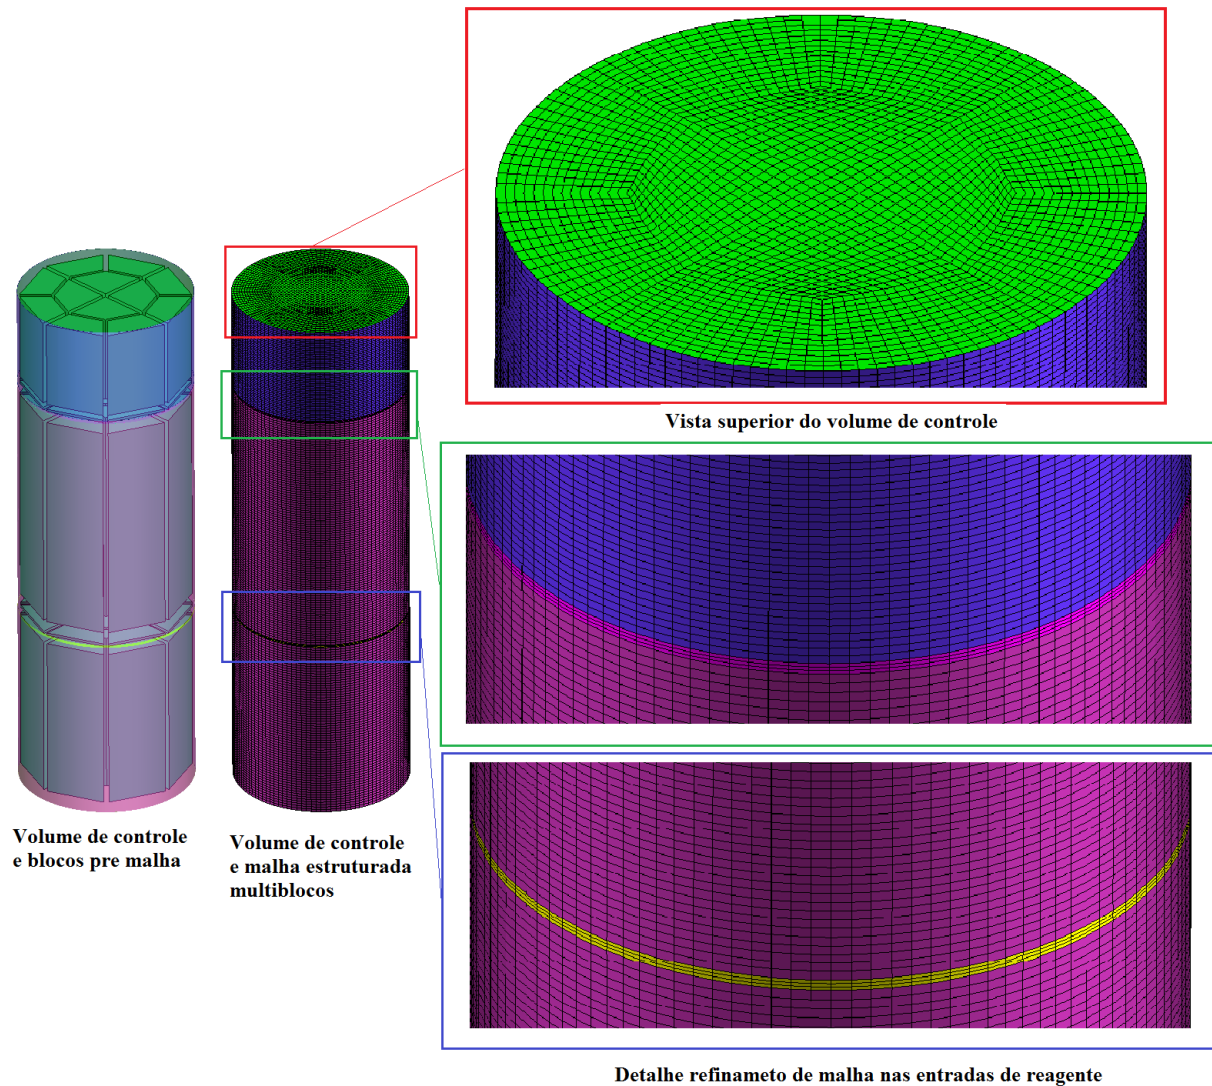 Vista superior do volume de controle
Volume de controle
e blocos pre malha
Volume de controle
e malha estruturada
multiblocos
Detalhe refinameto de malha nas entradas de reagente